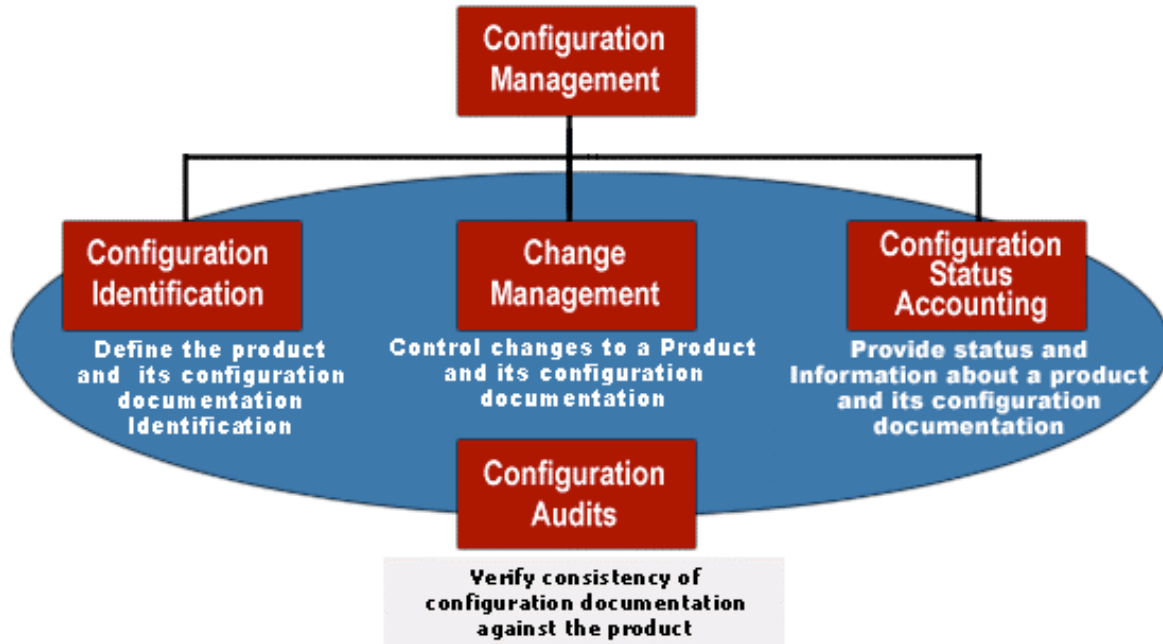 Configuration
Management
Configuration
Identification
Define the product
and its configuration
documentation
Identification
Change
Management
Control changes to a Product
and its configuration
documentation
Configuration
Status
Accounting
Provide status and
Information about a product
and its configuration
documentation
Configuration
Audits
Verify consistency of
configuration documentation
against the product